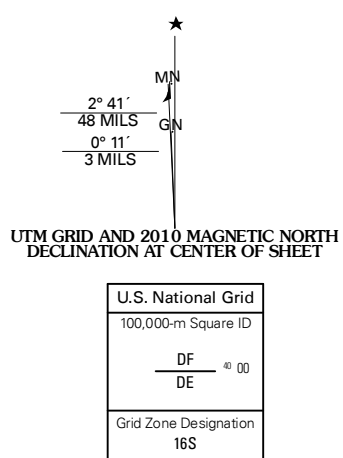 ★
MN
2° 41´
48 MILS
GN
0° 11´
3 MILS
UTM GRID AND 2010 MAGNETIC NORTH
DECLINATION AT CENTER OF SHEET
U.S. National Grid
100,000-m Square ID
DF
40 00
DE
Grid Zone Designation
16S